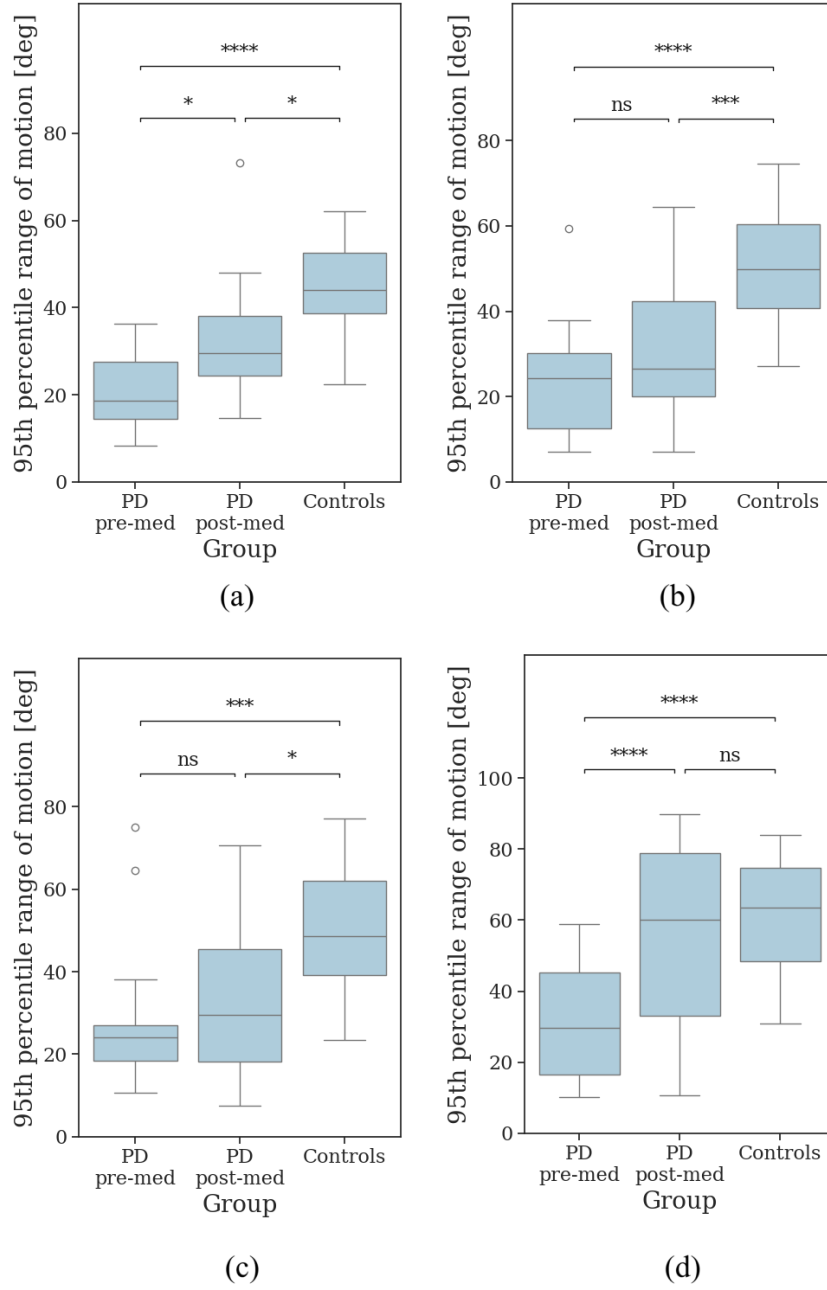 95th percentile range of motion [deg]
****
*
*
80
60
40
20
0
PD
pre-med
PD
post-med
Controls
Group
(a)
95th percentile range of motion [deg]
****
ns
***
80
60
40
20
0
PD
pre-med
PD
post-med
Controls
Group
(b)
95th percentile range of motion [deg]
***
ns
*
80
60
40
20
0
PD
pre-med
PD
post-med
Controls
Group
(c)
95th percentile range of motion [deg]
****
****
ns
100
80
60
40
20
0
PD
pre-med
PD
post-med
Controls
Group
(d)